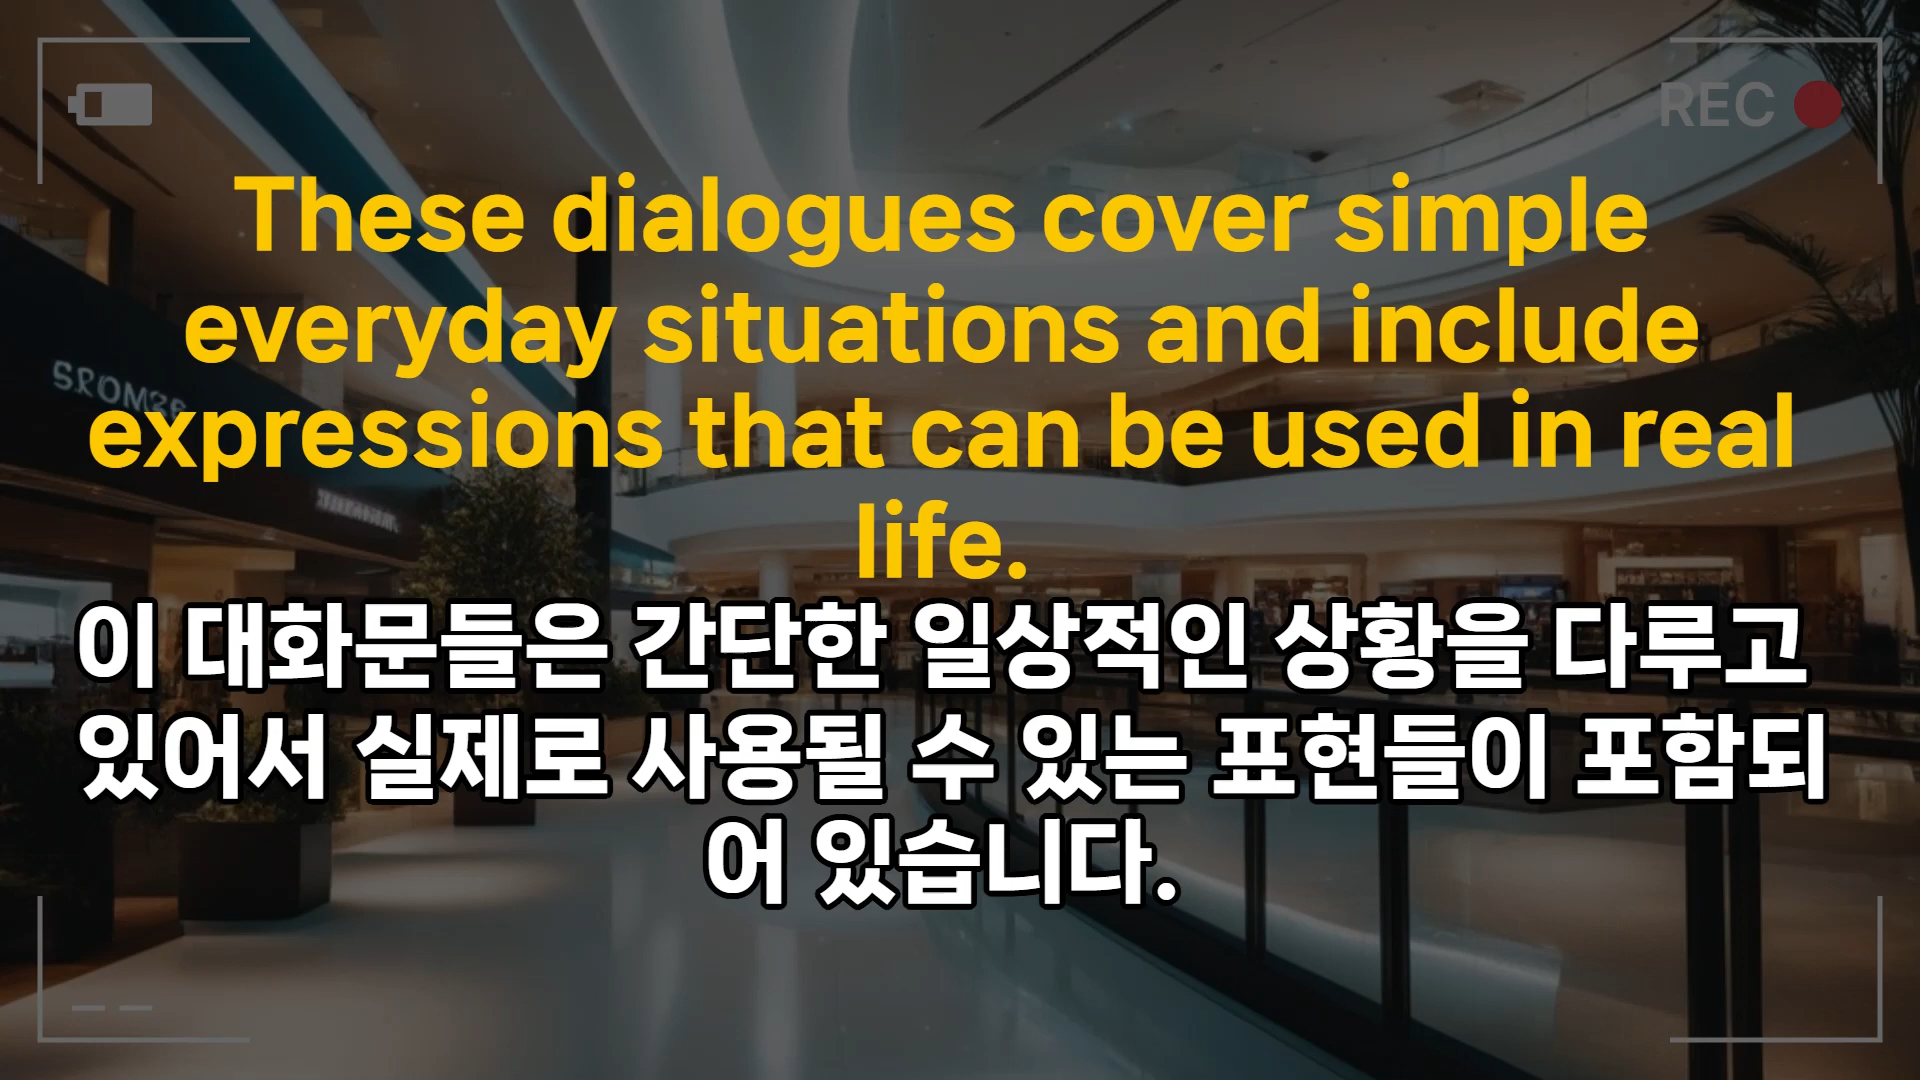 REC
These dialogues cover simple
everyday situations and include
expressions that can be used in real
life.
이 대화문들은 간단한 일상적인 상황을 다루고
있어서 실제로 사용될 수 있는 표현들이 포함되
어 있습니다.